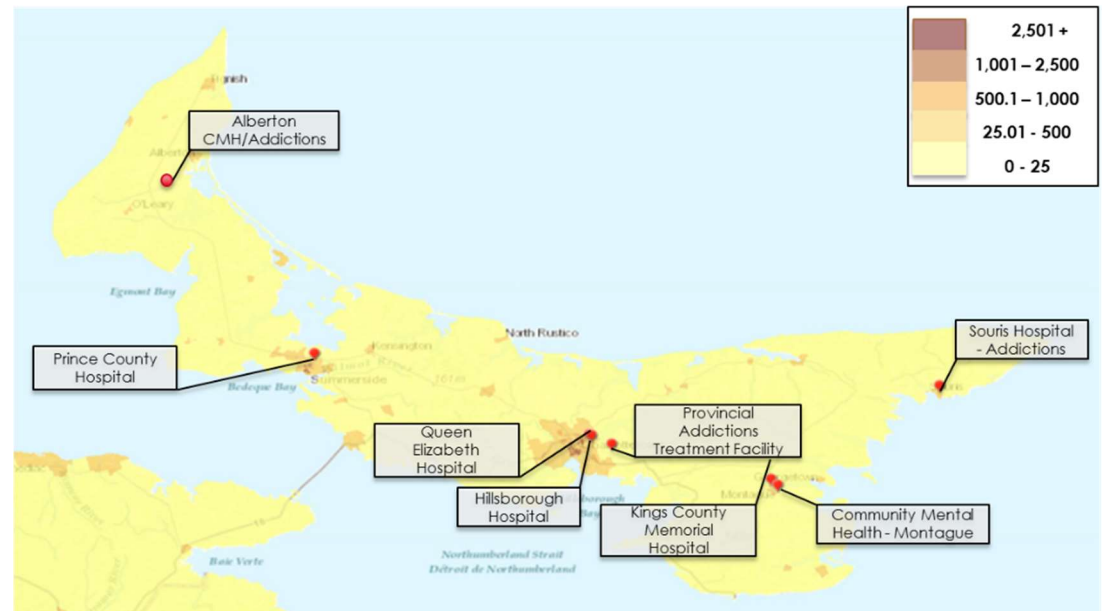 2,501 +
1,001 – 2,500
500.1 – 1,000
25.01 - 500
0 - 25
Alberton
CMH/Addictions
O'Leary
Egmont Bay
Prince County
Hospital
Bedeque Bay
Summerside
Kensington
North Rustico
Souris Hospital
- Addictions
Queen
Elizabeth
Hospital
Provincial
Addictions
Treatment Facility
Hillsborough
Hospital
Kings County
Memorial
Hospital
Community Mental
Health - Montague
Northumberland Strait
Détroit de Northumberland
Baie Verte